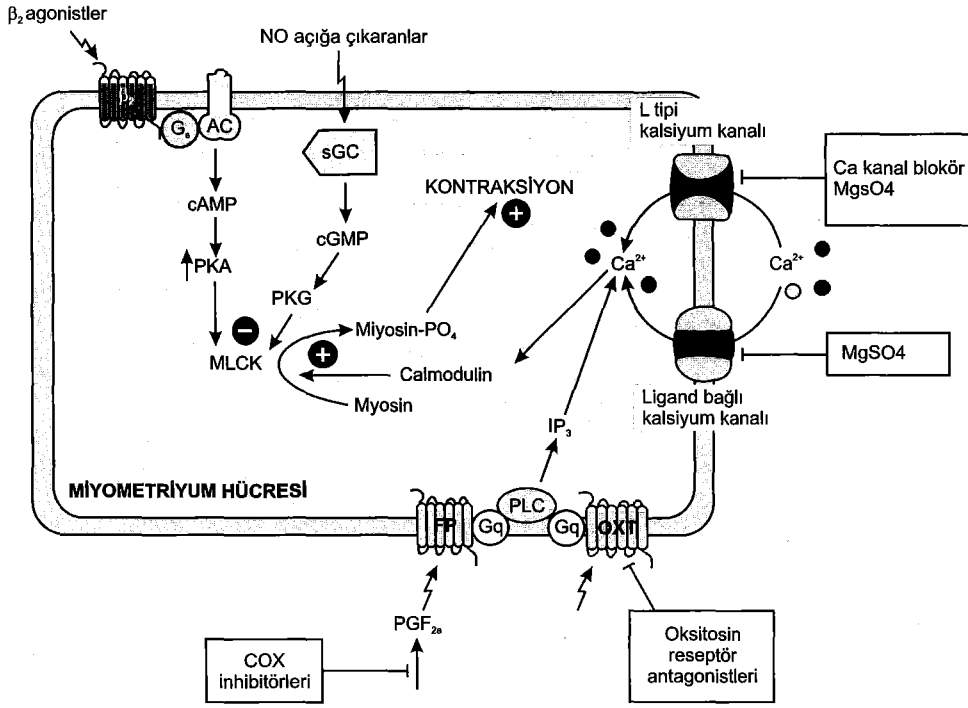 β₂ agonistler
NO açığa çıkaranlar
β₂
Gₛ
AC
sGC
L tipi
kalsiyum kanalı
Ca kanal blokör
MgsO4
cAMP
KONTRAKSİYON
+
cGMP
PKA
Ca²⁺
Ca²⁺
PKG
−
Miyosin-PO₄
MLCK
+
Calmodulin
MgSO4
Myosin
Ligand bağlı
kalsiyum kanalı
IP₃
MİYOMETRİYUM HÜCRESİ
PLC
FP
Gq
Gq
OXT
PGF₂ₐ
COX
inhibitörleri
Oksitosin
reseptör
antagonistleri